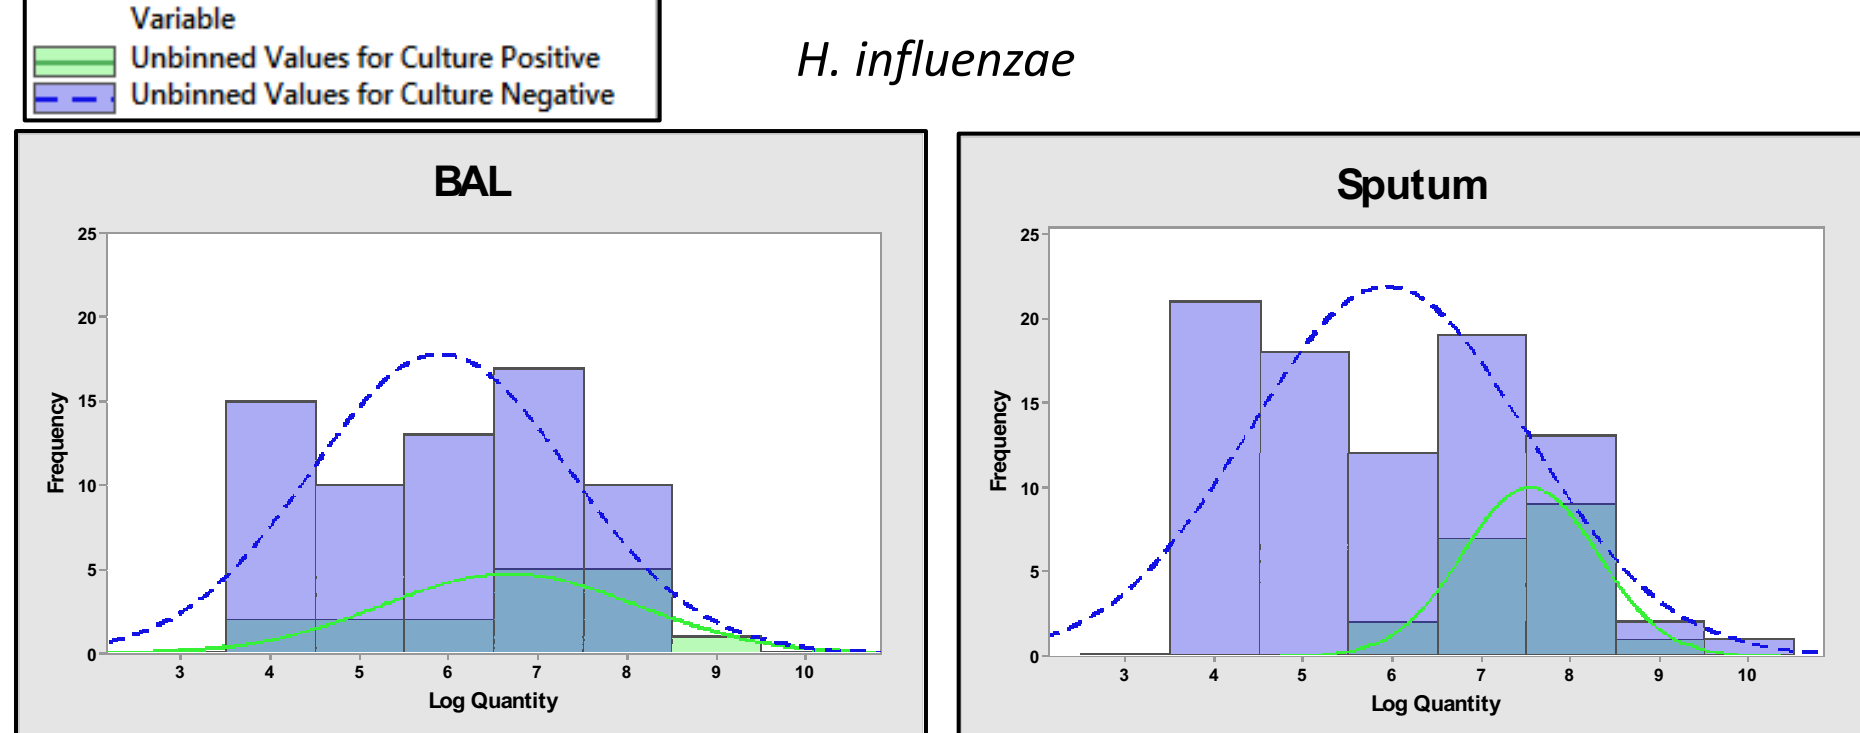 Variable
Unbinned Values for Culture Positive
Unbinned Values for Culture Negative
H. influenzae
BAL
25
20
15
10
5
0
Frequency
3 4 5 6 7 8 9 10
Log Quantity
Sputum
25
20
15
10
5
0
Frequency
3 4 5 6 7 8 9 10
Log Quantity